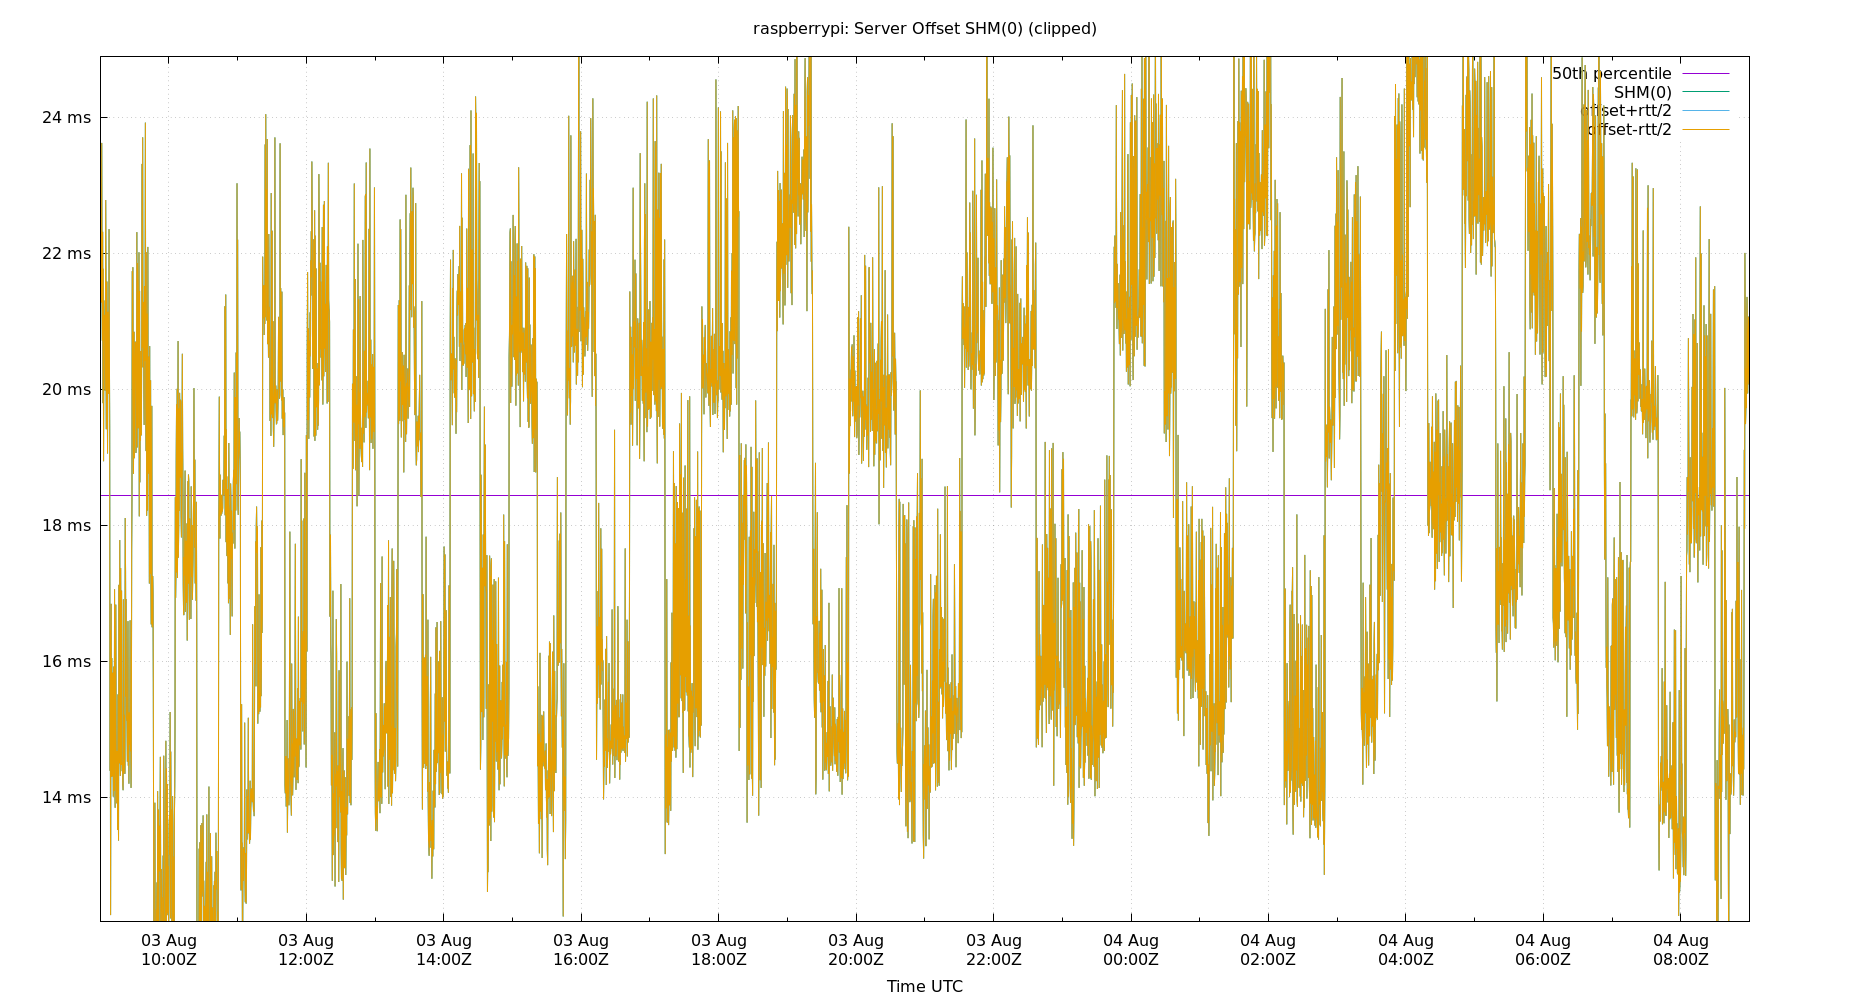 raspberrypi: Server Offset SHM(0) (clipped)
50th percentile
SHM(0)
offset+rtt/2
offset-rtt/2
24 ms
22 ms
20 ms
18 ms
16 ms
14 ms
03 Aug 03 Aug 03 Aug 03 Aug 03 Aug 03 Aug 03 Aug 04 Aug 04 Aug 04 Aug 04 Aug 04 Aug
10:00Z 12:00Z 14:00Z 16:00Z 18:00Z 20:00Z 22:00Z 00:00Z 02:00Z 04:00Z 06:00Z 08:00Z
Time UTC